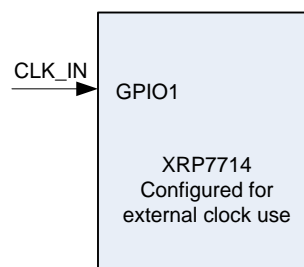 CLK_IN
GPIO1
XRP7714
Configured for
external clock use